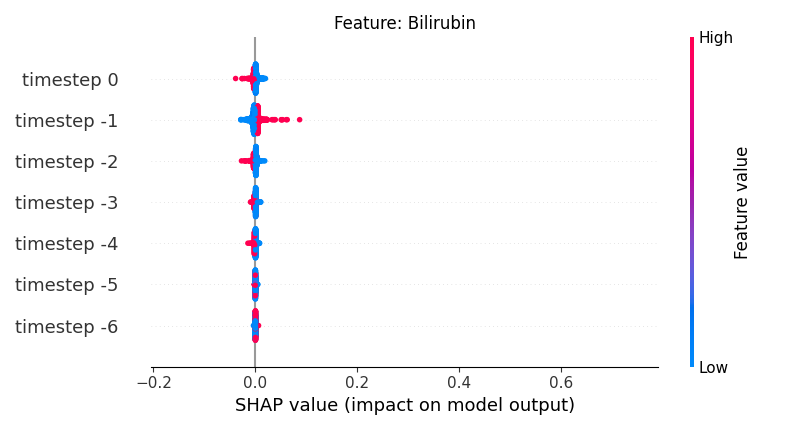 Feature: Bilirubin
High
timestep 0
timestep -1
timestep -2
timestep -3
timestep -4
timestep -5
timestep -6
Feature value
Low
−0.2 0.0 0.2 0.4 0.6
SHAP value (impact on model output)